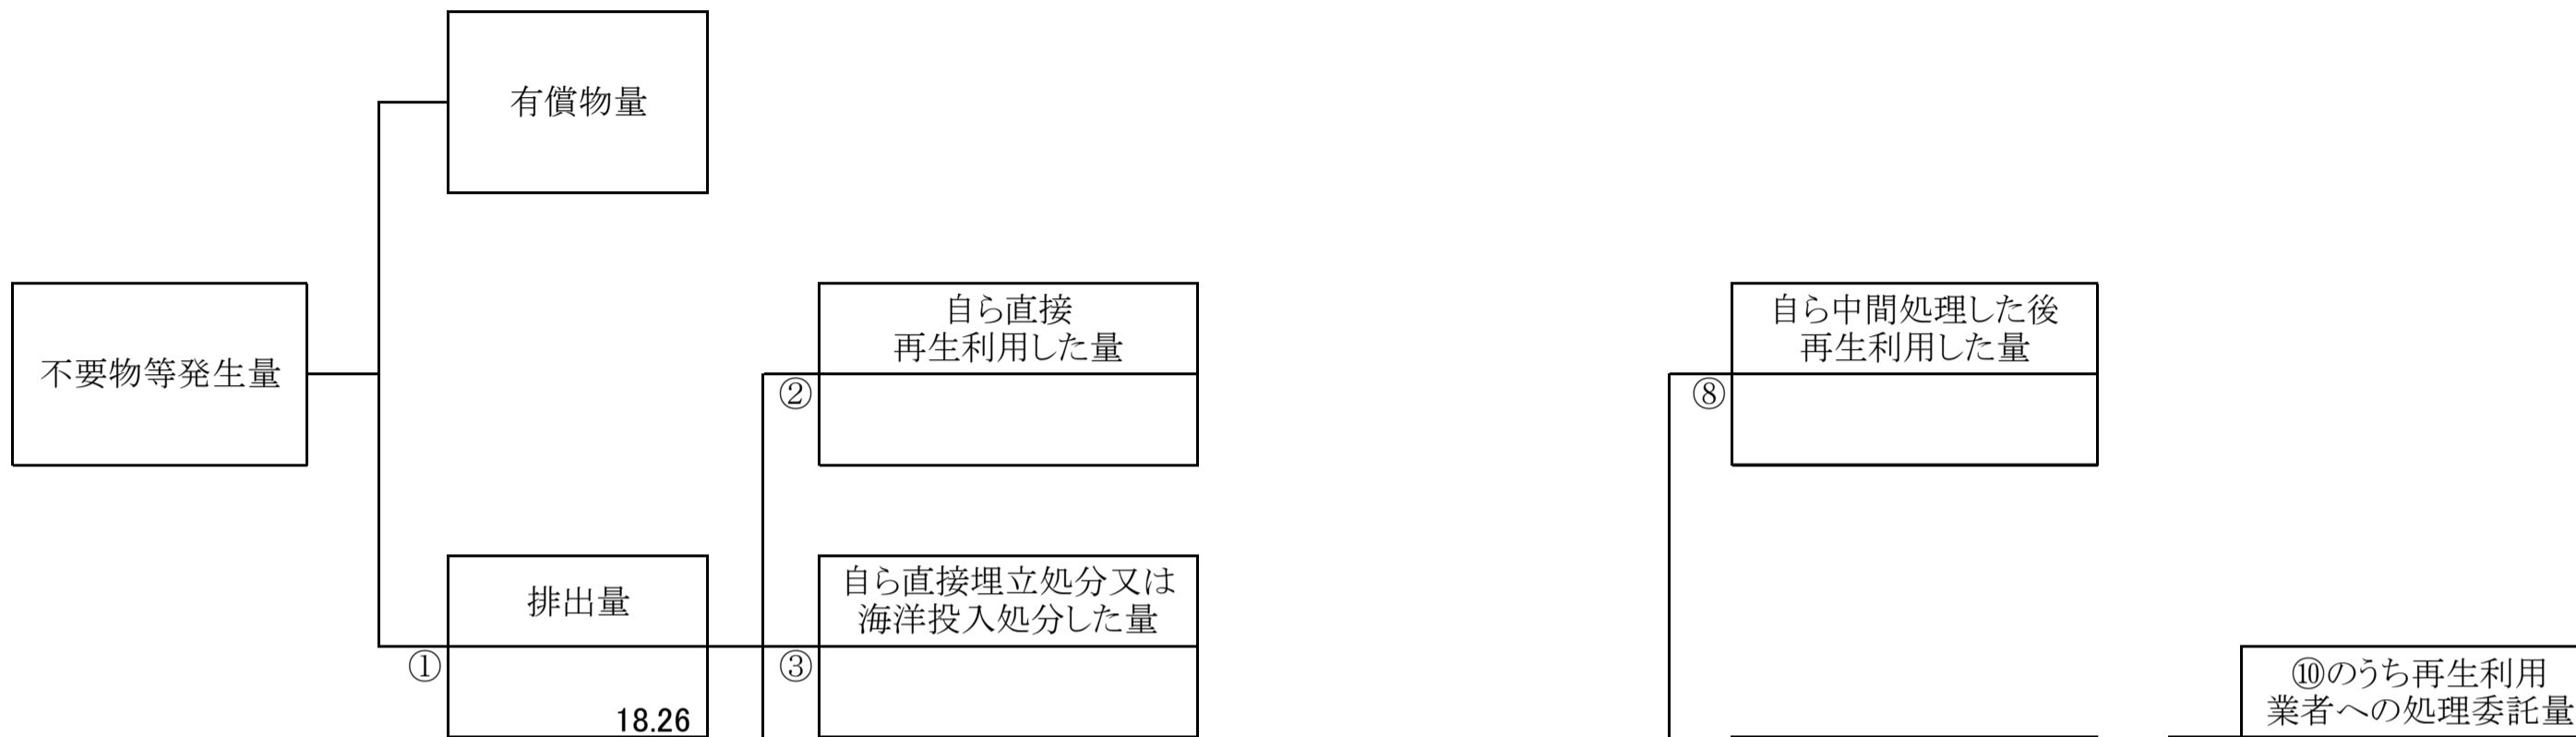 有償物量
不要物等発生量
自ら直接
再生利用した量
②
自ら中間処理した後
再生利用した量
⑧
排出量
①
18.26
自ら直接埋立処分又は
海洋投入処分した量
③
⑩のうち再生利用
業者への処理委託量